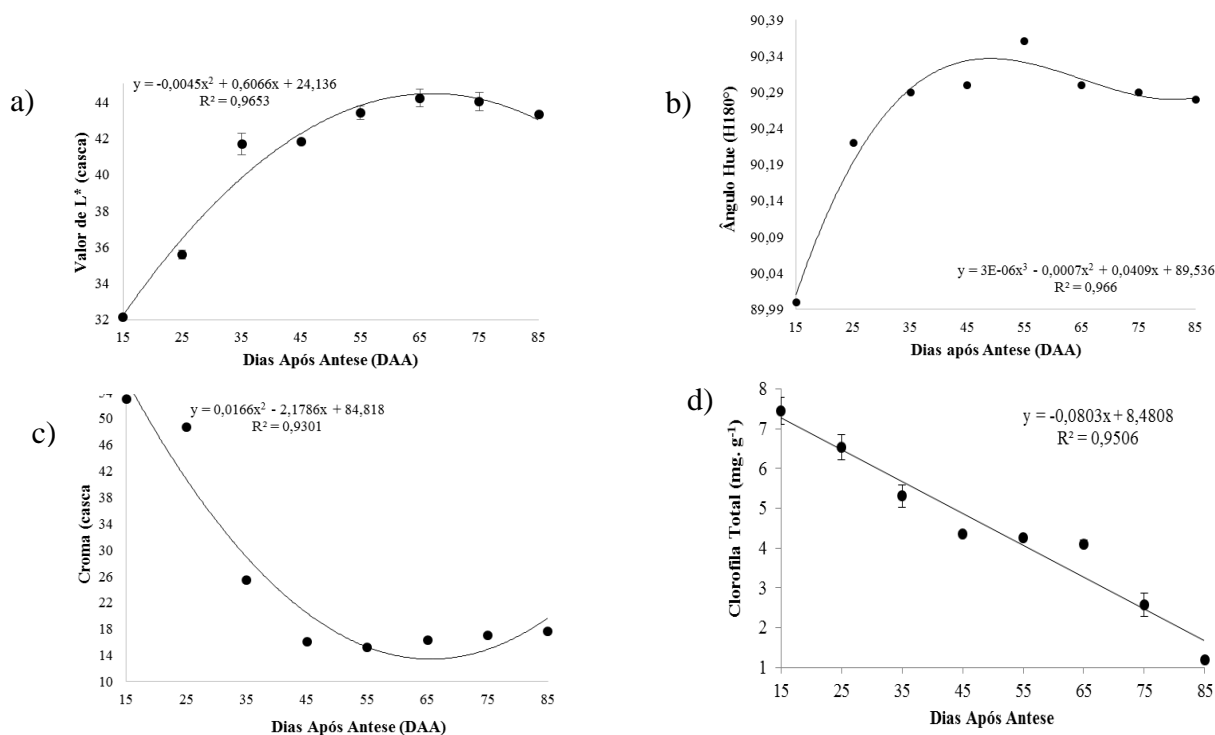 a)
y = -0,0045x² + 0,6066x + 24,136
R² = 0,9653
Valor de L* (casca)
44
42
40
38
36
34
32
15 25 35 45 55 65 75 85
Dias Após Antese (DAA)
b)
90,39
90,34
90,29
90,24
90,19
90,14
90,09
90,04
89,99
Ângulo Hue (H180°)
y = 3E-06x³ - 0,0007x² + 0,0409x + 89,536
R² = 0,966
15 25 35 45 55 65 75 85
Dias após Antese (DAA)
c)
54
50
46
42
38
34
30
26
22
18
14
10
Croma (casca
y = 0,0166x² - 2,1786x + 84,818
R² = 0,9301
15 25 35 45 55 65 75 85
Dias Após Antese (DAA)
d)
8
7
6
5
4
3
2
1
Clorofila Total (mg. g⁻¹)
y = -0,0803x + 8,4808
R² = 0,9506
15 25 35 45 55 65 75 85
Dias Após Antese